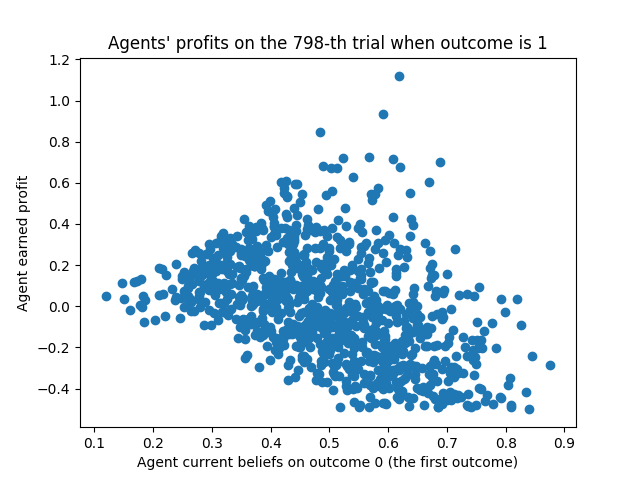 Agents' profits on the 798-th trial when outcome is 1
1.2
1.0
0.8
0.6
0.4
0.2
0.0
−0.2
−0.4
Agent earned profit
0.1 0.2 0.3 0.4 0.5 0.6 0.7 0.8 0.9
Agent current beliefs on outcome 0 (the first outcome)